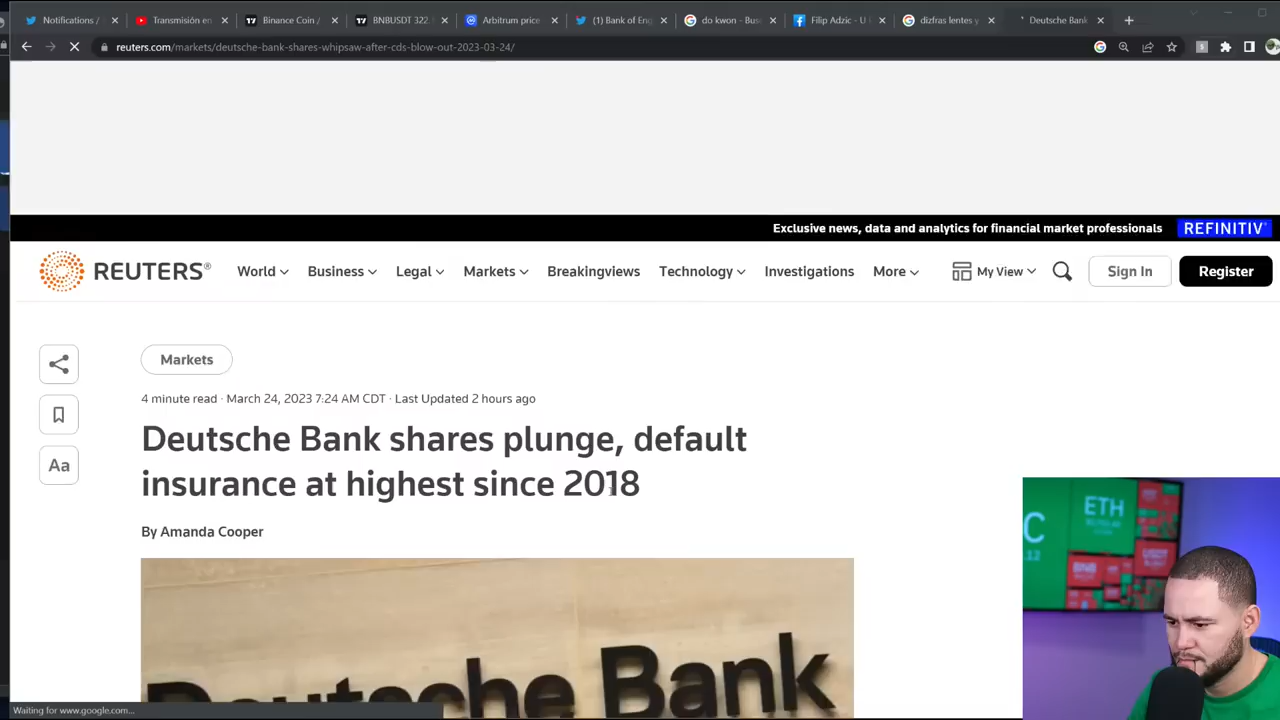 Notifications /
Transmisión en
Binance Coin /
BNBUSDT 322.
Arbitrum price
(1) Bank of Eng
do kwon - Bus
Filip Adzic - U
dizfras lentes y
Deutsche Bank
reuters.com/markets/deutsche-bank-shares-whipsaw-after-cds-blow-out-2023-03-24/
Exclusive news, data and analytics for financial market professionals REFINITIV
REUTERS® World Business Legal Markets Breakingviews Technology Investigations More My View Sign In Register
Markets
4 minute read · March 24, 2023 7:24 AM CDT · Last Updated 2 hours ago
Deutsche Bank shares plunge, default
insurance at highest since 2018
Aa
By Amanda Cooper
Deutsche Bank
C
ETH
.12
Waiting for www.google.com...